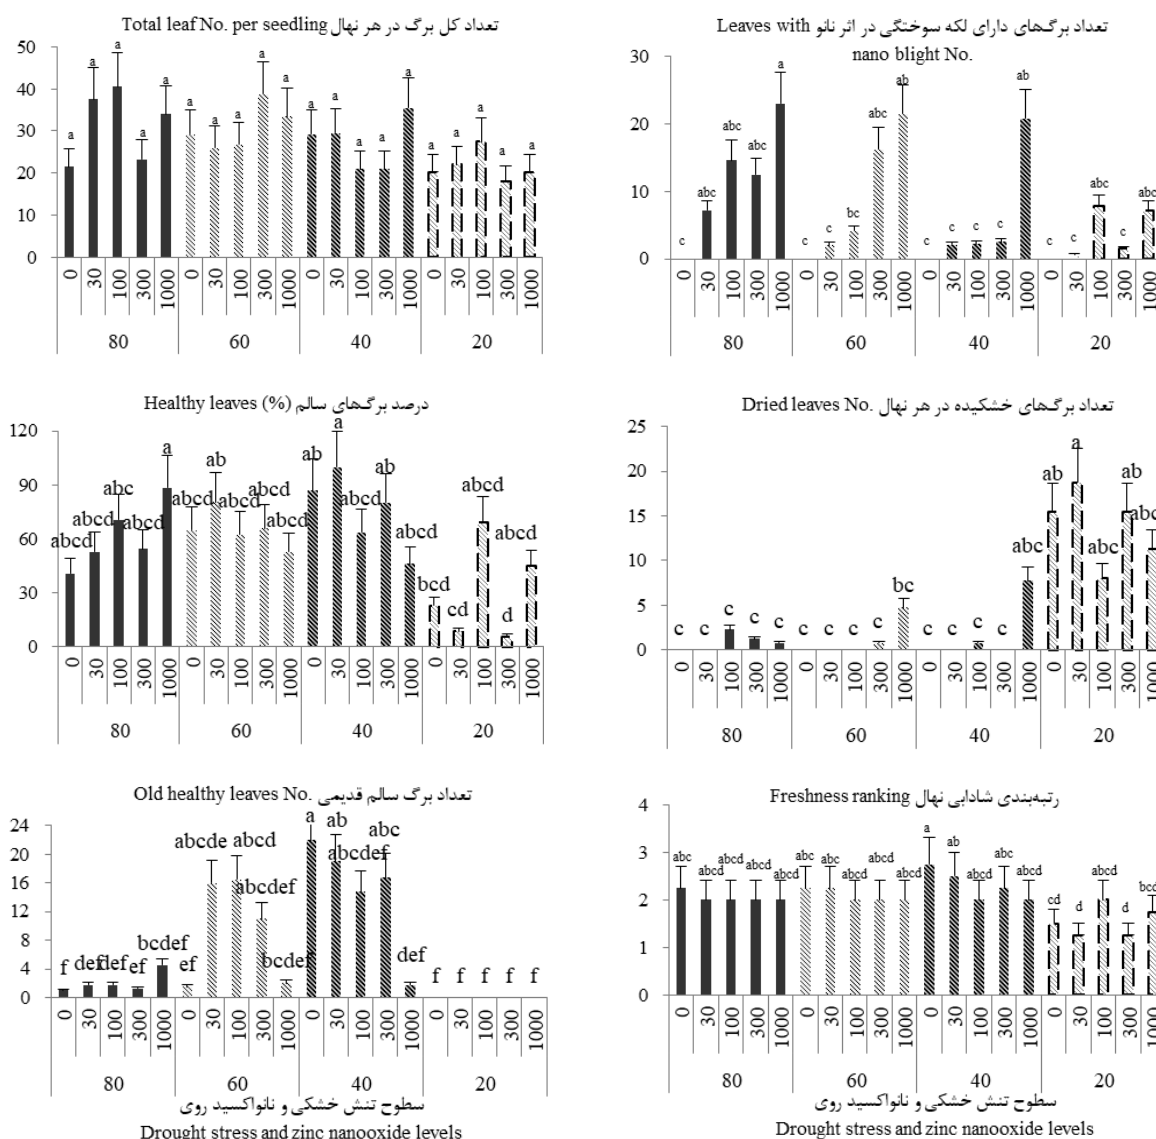 Total leaf No. per seedling تعداد کل برگ در هر نهال
50
40
30
20
10
0
a a a a a a a a a a a a a a a a a a a a
0 30 100 300 1000 0 30 100 300 1000 0 30 100 300 1000 0 30 100 300 1000
80 60 40 20
Leaves with تعداد برگ‌های دارای لکه سوختگی در اثر نانو
nano blight No.
30
20
10
0
c abc abc abc a c c bc abc ab c c c c ab c c abc c abc
0 30 100 300 1000 0 30 100 300 1000 0 30 100 300 1000 0 30 100 300 1000
80 60 40 20
Healthy leaves (%) درصد برگ‌های سالم
120
90
60
30
0
abcd abcd abc abcd a abcd ab abcd abcd abcd ab a abcd ab abcd bcd cd abcd d abcd
0 30 100 300 1000 0 30 100 300 1000 0 30 100 300 1000 0 30 100 300 1000
80 60 40 20
Dried leaves No. تعداد برگ‌های خشکیده در هر نهال
25
20
15
10
5
0
c c c c c c c c c bc c c c c abc ab a abc ab abc
0 30 100 300 1000 0 30 100 300 1000 0 30 100 300 1000 0 30 100 300 1000
80 60 40 20
Old healthy leaves No. تعداد برگ سالم قدیمی
24
20
16
12
8
4
0
f def def ef bcdef ef abcde abcd abcdef bcdef a ab abcdef abc def f f f f f
0 30 100 300 1000 0 30 100 300 1000 0 30 100 300 1000 0 30 100 300 1000
80 60 40 20
سطوح تنش خشکی و نانواکسید روی
Drought stress and zinc nanooxide levels
Freshness ranking رتبه‌بندی شادابی نهال
4
3
2
1
0
abc abcd abcd abcd abcd abc abc abcd abcd abcd a ab abcd abc abcd cd d abcd d bcd
0 30 100 300 1000 0 30 100 300 1000 0 30 100 300 1000 0 30 100 300 1000
80 60 40 20
سطوح تنش خشکی و نانواکسید روی
Drought stress and zinc nanooxide levels